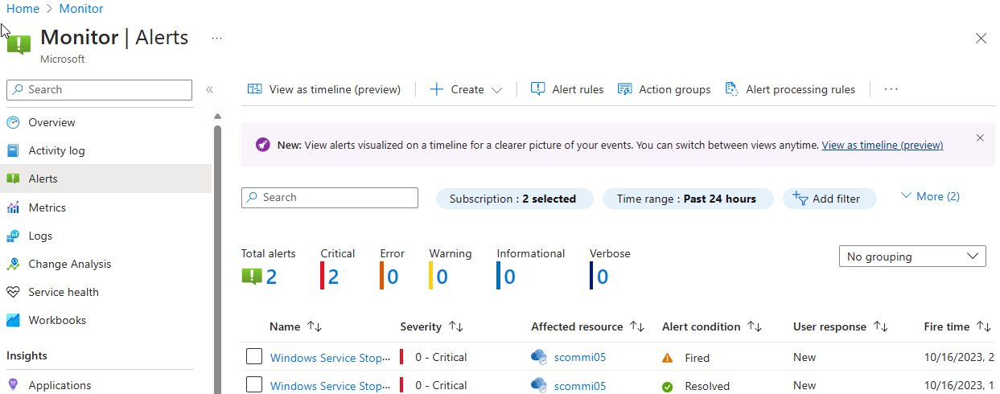 Home > Monitor
Monitor | Alerts ...
Microsoft
Search
«
View as timeline (preview)
Create
Alert rules
Action groups
Alert processing rules
...
Overview
Activity log
Alerts
Metrics
Logs
Change Analysis
Service health
Workbooks
Insights
Applications
New: View alerts visualized on a timeline for a clearer picture of your events. You can switch between views anytime. View as timeline (preview)
Search
Subscription : 2 selected
Time range : Past 24 hours
Add filter
More (2)
Total alerts Critical Error Warning Informational Verbose
2 2 0 0 0 0
No grouping
Name Severity Affected resource Alert condition User response Fire time
Windows Service Stop... 0 - Critical scommi05 Fired New 10/16/2023, 2
Windows Service Stop... 0 - Critical scommi05 Resolved New 10/16/2023, 1